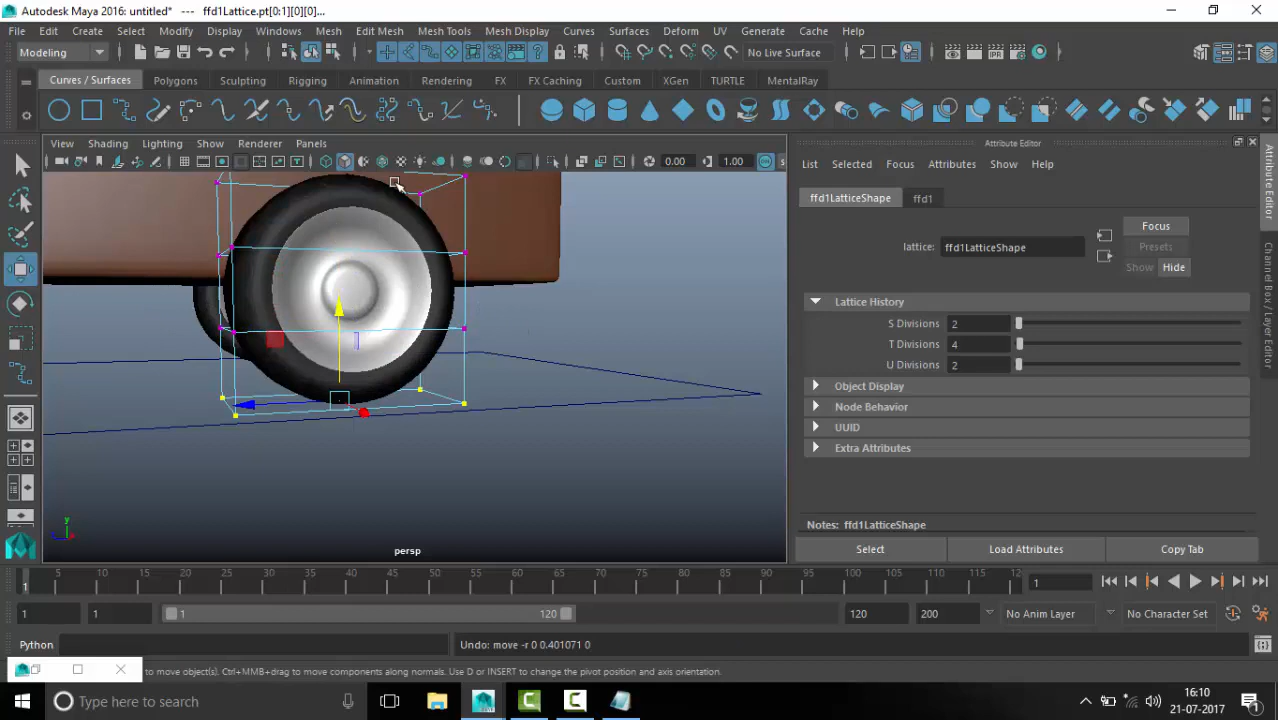 Autodesk Maya 2016: untitled* --- ffd1Lattice.pt[0:1][0][0]...
File Edit Create Select Modify Display Windows Mesh Edit Mesh Mesh Tools Mesh Display Curves Surfaces Deform UV Generate Cache Help
Modeling No Live Surface
Curves / Surfaces Polygons Sculpting Rigging Animation Rendering FX FX Caching Custom XGen TURTLE MentalRay
View Shading Lighting Show Renderer Panels
0.00 1.00
Attribute Editor
List Selected Focus Attributes Show Help
ffd1LatticeShape ffd1
Focus
lattice: ffd1LatticeShape
Presets
Show Hide
Lattice History
S Divisions 2
T Divisions 4
U Divisions 2
Object Display
Node Behavior
UUID
Extra Attributes
Notes: ffd1LatticeShape
Select Load Attributes Copy Tab
Attribute Editor
Channel Box / Layer Editor
y
persp
1 5 10 15 20 25 30 35 40 45 50 55 60 65 70 75 80 85 90 95 100 105 110 115 12
1
1 1 1 120 120 200 No Anim Layer No Character Set
Python Undo: move -r 0 0.401071 0
to move object(s). Ctrl+MMB+drag to move components along normals. Use D or INSERT to change the pivot position and axis orientation.
Type here to search
16:10
21-07-2017
1